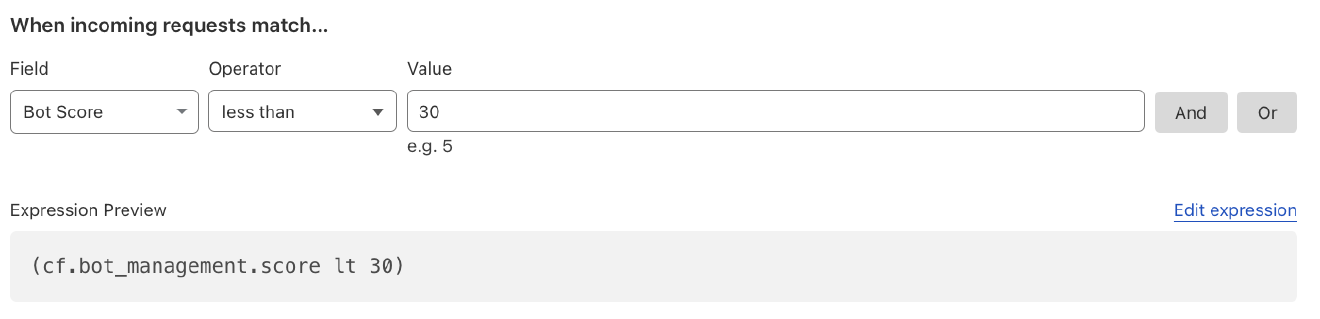 When incoming requests match...
Field Operator Value
Bot Score less than 30 And Or
e.g. 5
Expression Preview Edit expression
(cf.bot_management.score lt 30)